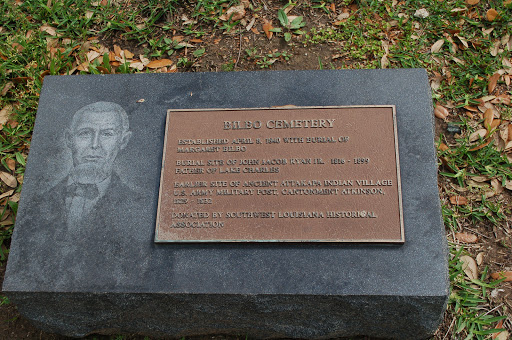 BILBO CEMETERY
ESTABLISHED APRIL 8, 1840 WITH BURIAL OF
MARGARET BILBO
BURIAL SITE OF JOHN JACOB RYAN JR. 1816 - 1899
FATHER OF LAKE CHARLES
EARLIER SITE OF ANCIENT ATTAKAPA INDIAN VILLAGE
U.S. ARMY MILITARY POST, CANTONMENT ATKINSON,
1829 - 1832.
DONATED BY SOUTHWEST LOUISIANA HISTORICAL
ASSOCIATION